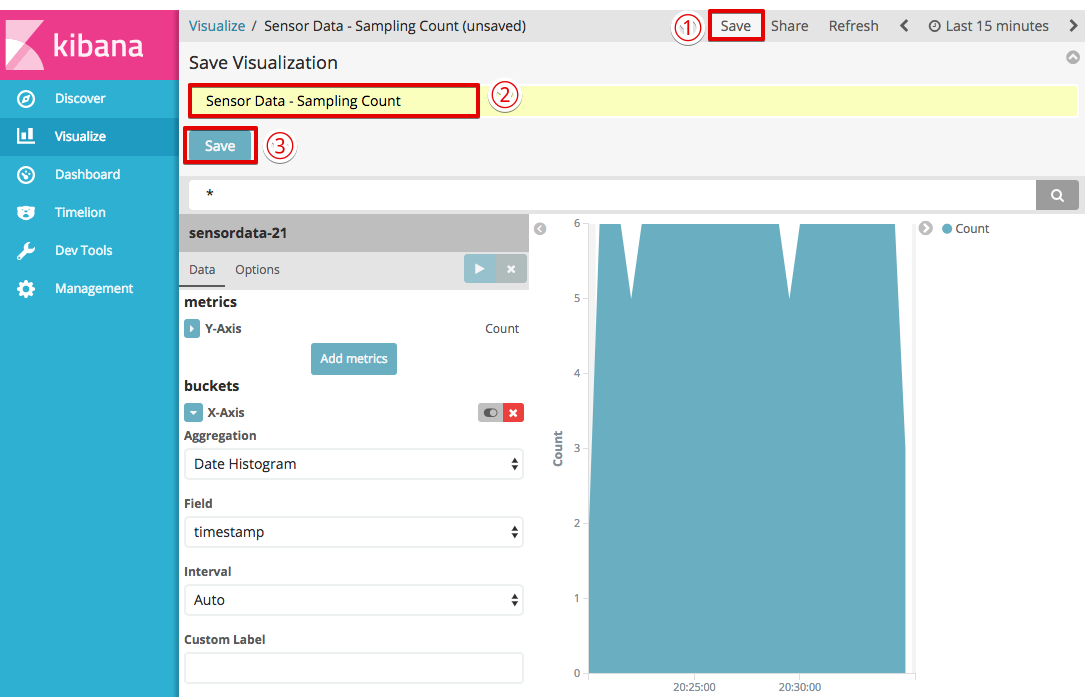 kibana
Discover
Visualize
Dashboard
Timelion
Dev Tools
Management
Visualize / Sensor Data - Sampling Count (unsaved)
① Save Share Refresh Last 15 minutes
Save Visualization
Sensor Data - Sampling Count ②
Save ③
*
sensordata-21
Data Options
metrics
Y-Axis Count
Add metrics
buckets
X-Axis
Aggregation
Date Histogram
Field
timestamp
Interval
Auto
Custom Label
6
5
4
3
2
1
0
Count
20:25:00 20:30:00
Count